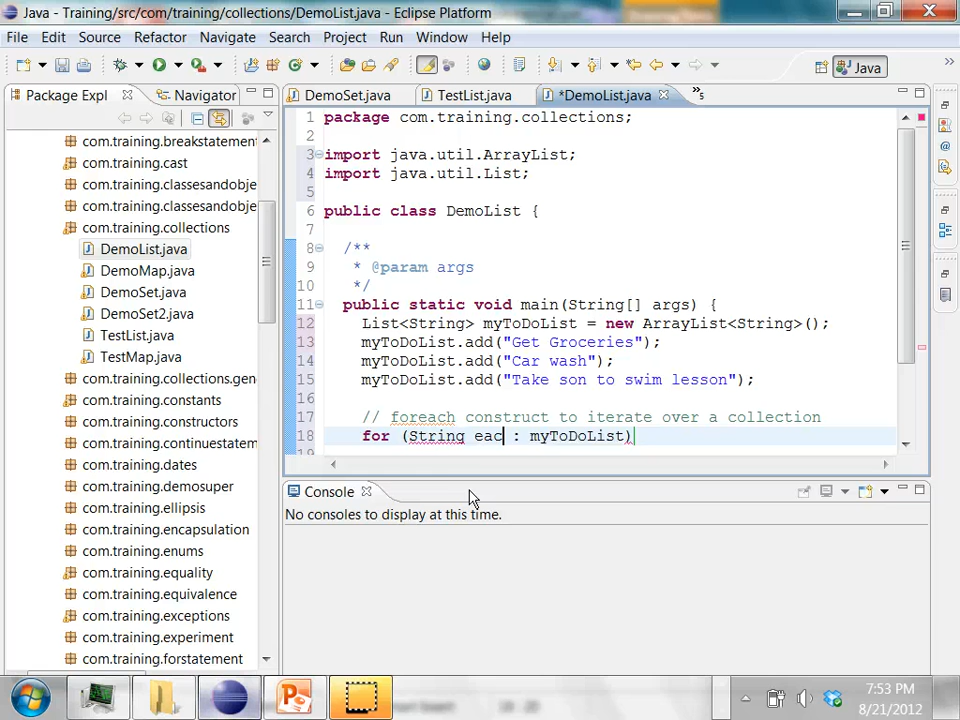 Java - Training/src/com/training/collections/DemoList.java - Eclipse Platform
File Edit Source Refactor Navigate Search Project Run Window Help
Java
Package Expl Navigator
DemoSet.java TestList.java *DemoList.java »5
com.training.breakstatement
com.training.cast
com.training.classesandobje
com.training.classesandobje
com.training.collections
DemoList.java
DemoMap.java
DemoSet.java
DemoSet2.java
TestList.java
TestMap.java
com.training.collections.gen
com.training.constants
com.training.constructors
com.training.continuestatem
com.training.dates
com.training.demosuper
com.training.ellipsis
com.training.encapsulation
com.training.enums
com.training.equality
com.training.equivalence
com.training.exceptions
com.training.experiment
com.training.forstatement
1 package com.training.collections;
2
3 import java.util.ArrayList;
4 import java.util.List;
5
6 public class DemoList {
7
8 /**
9 * @param args
10 */
11 public static void main(String[] args) {
12 List<String> myToDoList = new ArrayList<String>();
13 myToDoList.add("Get Groceries");
14 myToDoList.add("Car wash");
15 myToDoList.add("Take son to swim lesson");
16
17 // foreach construct to iterate over a collection
18 for (String eac : myToDoList)
19
Console
No consoles to display at this time.
7:53 PM
8/21/2012